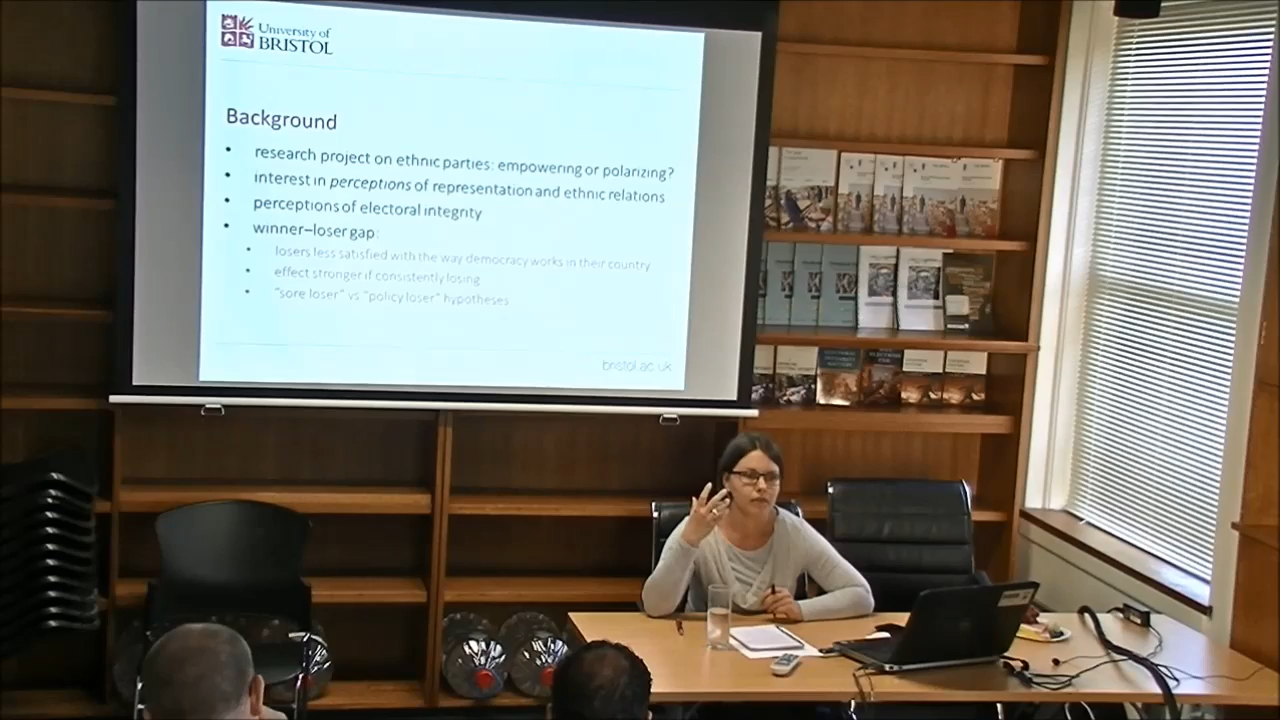 University of
BRISTOL
Background
• research project on ethnic parties: empowering or polarizing?
• interest in perceptions of representation and ethnic relations
• perceptions of electoral integrity
• winner–loser gap:
• losers less satisfied with the way democracy works in their country
• effect stronger if consistently losing
• "sore loser" vs "policy loser" hypotheses
bristol.ac.uk